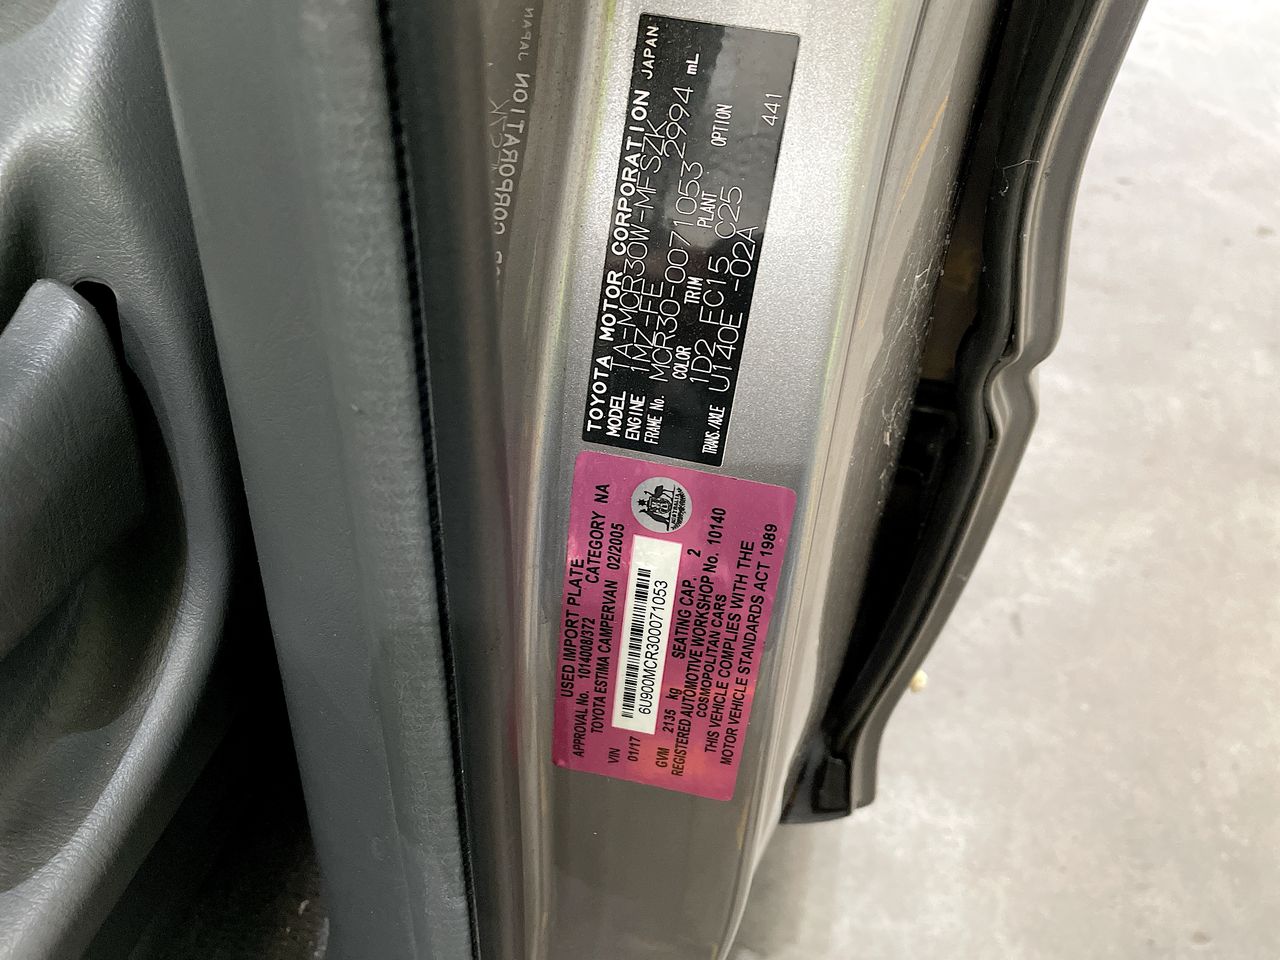 TOYOTA MOTOR CORPORATION JAPAN
MODEL TA-MCR30W-MFSZK
ENGINE 1MZ-FE 2994 mL
FRAME No. MCR30-0071053
COLOR TRIM PLANT OPTION
1D2 FC15 C25 441
TRANS./AXLE U140E -02A
USED IMPORT PLATE
APPROVAL No. 1014008/372 CATEGORY NA
TOYOTA ESTIMA CAMPERVAN 02/2005
VIN 6U900MCR300071053
01/17
GVM 2135 kg SEATING CAP. 2
REGISTERED AUTOMOTIVE WORKSHOP No. 10140
COSMOPOLITAN CARS
THIS VEHICLE COMPLIES WITH THE
MOTOR VEHICLE STANDARDS ACT 1989